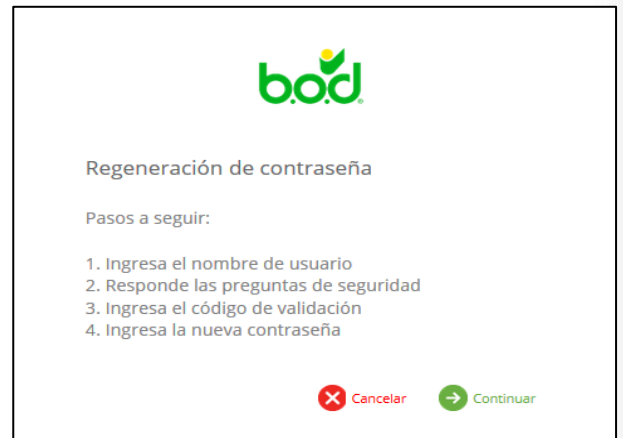 b.o.d.
Regeneración de contraseña
Pasos a seguir:
1. Ingresa el nombre de usuario
2. Responde las preguntas de seguridad
3. Ingresa el código de validación
4. Ingresa la nueva contraseña
Cancelar Continuar